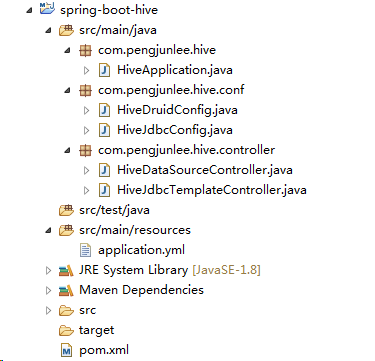 spring-boot-hive
src/main/java
com.pengjunlee.hive
HiveApplication.java
com.pengjunlee.hive.conf
HiveDruidConfig.java
HiveJdbcConfig.java
com.pengjunlee.hive.controller
HiveDataSourceController.java
HiveJdbcTemplateController.java
src/test/java
src/main/resources
application.yml
JRE System Library [JavaSE-1.8]
Maven Dependencies
src
target
pom.xml